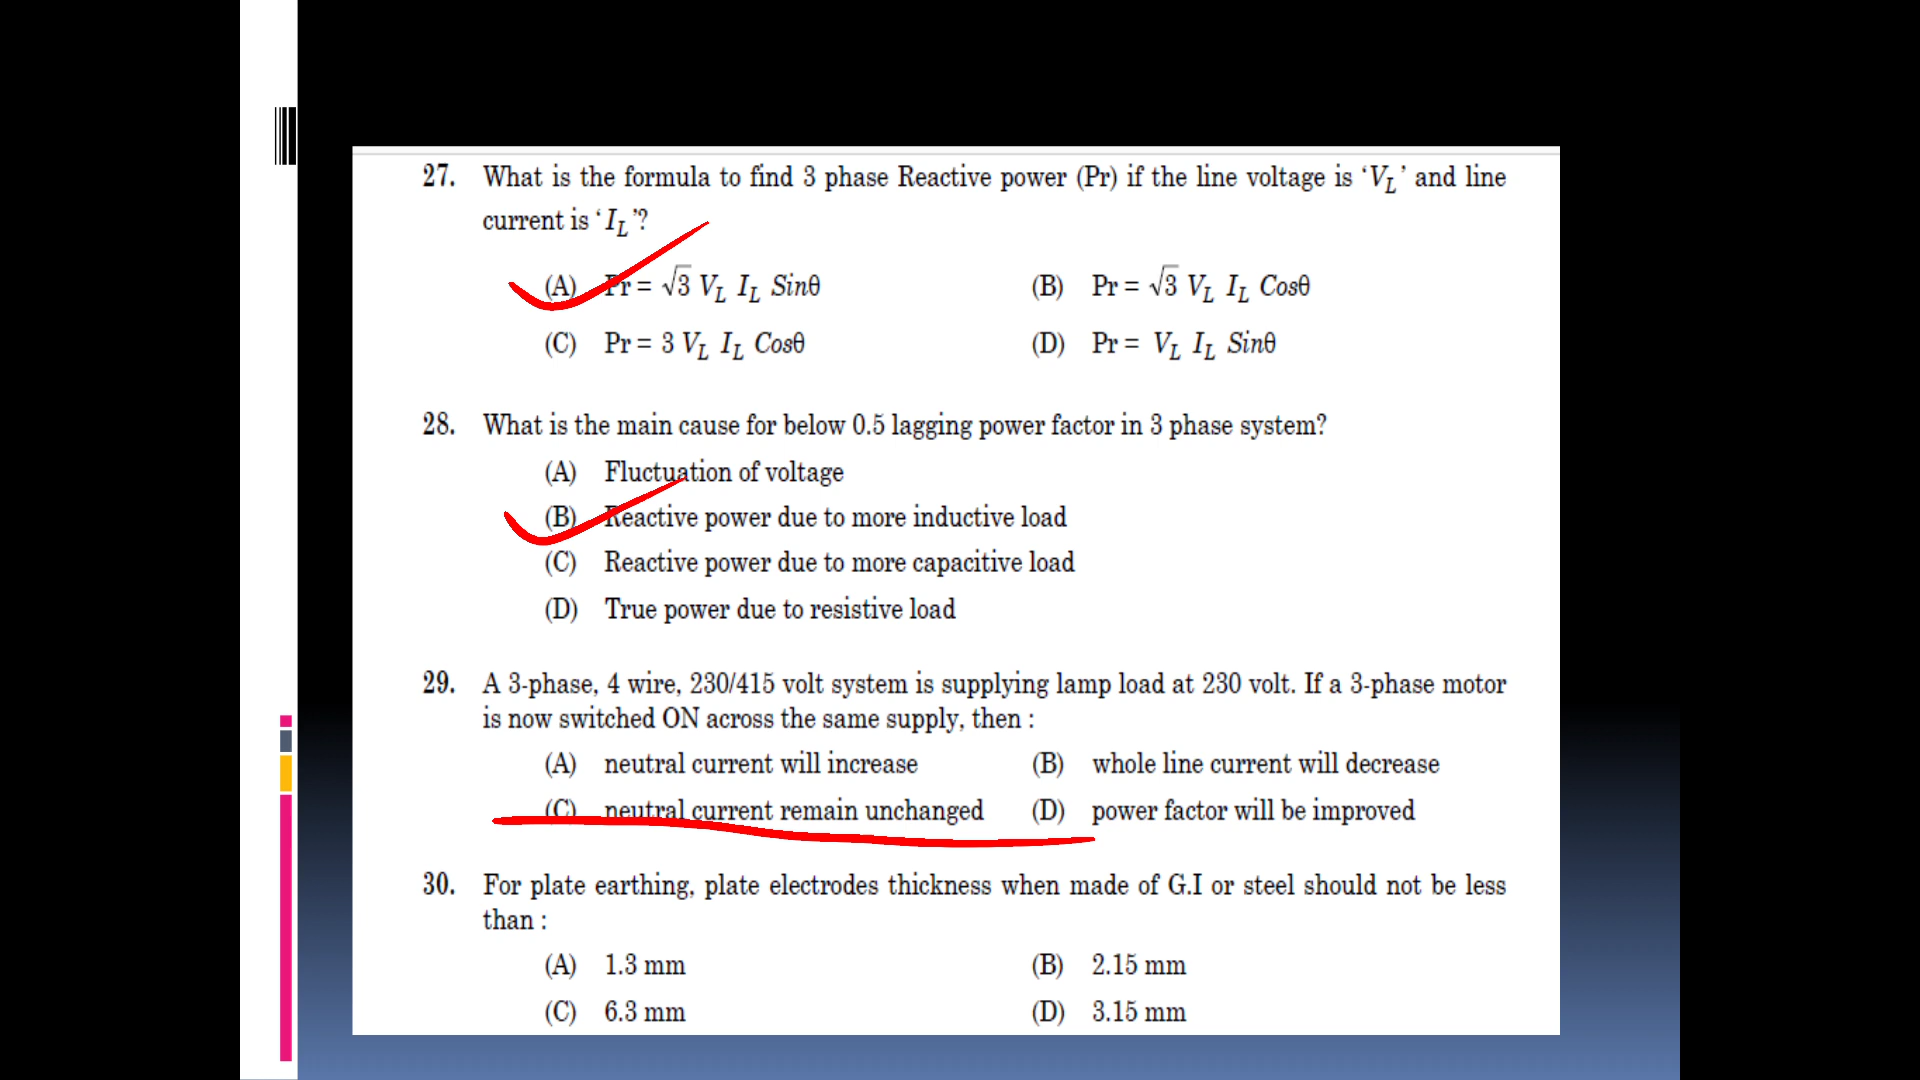 27. What is the formula to find 3 phase Reactive power (Pr) if the line voltage is ‘V_L’ and line
current is ‘I_L’?
(A) Pr = √3 V_L I_L Sinθ (B) Pr = √3 V_L I_L Cosθ
(C) Pr = 3 V_L I_L Cosθ (D) Pr = V_L I_L Sinθ
28. What is the main cause for below 0.5 lagging power factor in 3 phase system?
(A) Fluctuation of voltage
(B) Reactive power due to more inductive load
(C) Reactive power due to more capacitive load
(D) True power due to resistive load
29. A 3-phase, 4 wire, 230/415 volt system is supplying lamp load at 230 volt. If a 3-phase motor
is now switched ON across the same supply, then :
(A) neutral current will increase (B) whole line current will decrease
(C) neutral current remain unchanged (D) power factor will be improved
30. For plate earthing, plate electrodes thickness when made of G.I or steel should not be less
than :
(A) 1.3 mm (B) 2.15 mm
(C) 6.3 mm (D) 3.15 mm